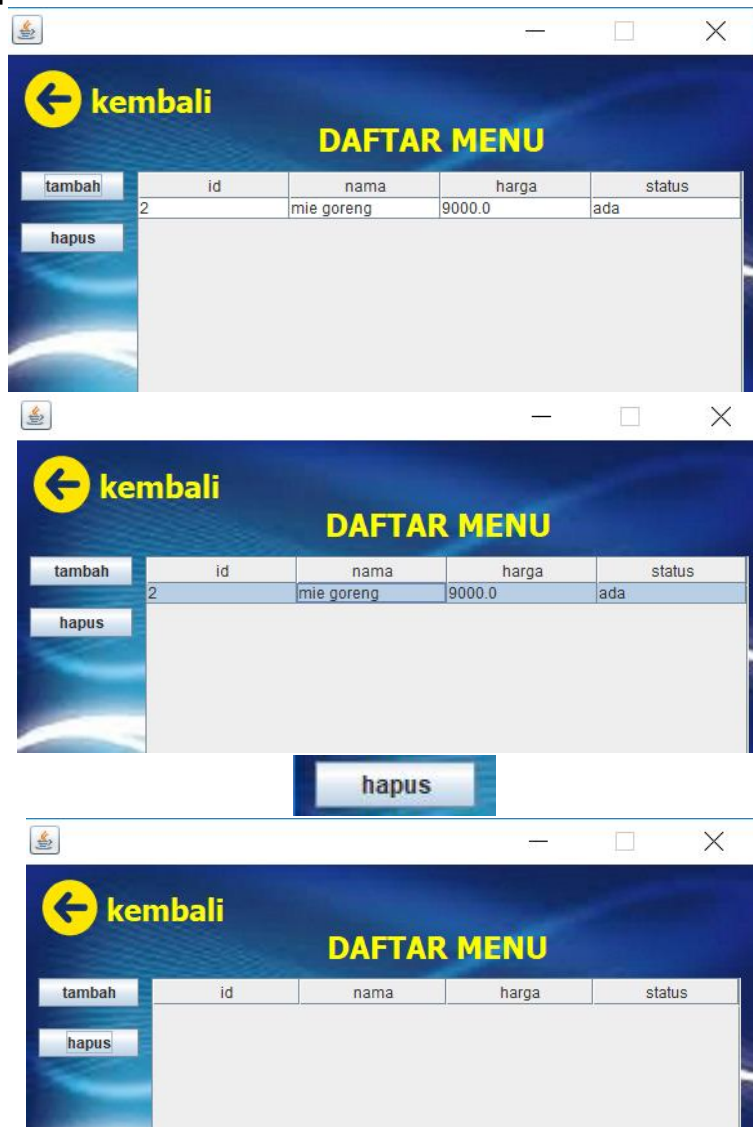 kembali
DAFTAR MENU
tambah id nama harga status
2 mie goreng 9000.0 ada
hapus
kembali
DAFTAR MENU
tambah id nama harga status
2 mie goreng 9000.0 ada
hapus
hapus
kembali
DAFTAR MENU
tambah id nama harga status
hapus